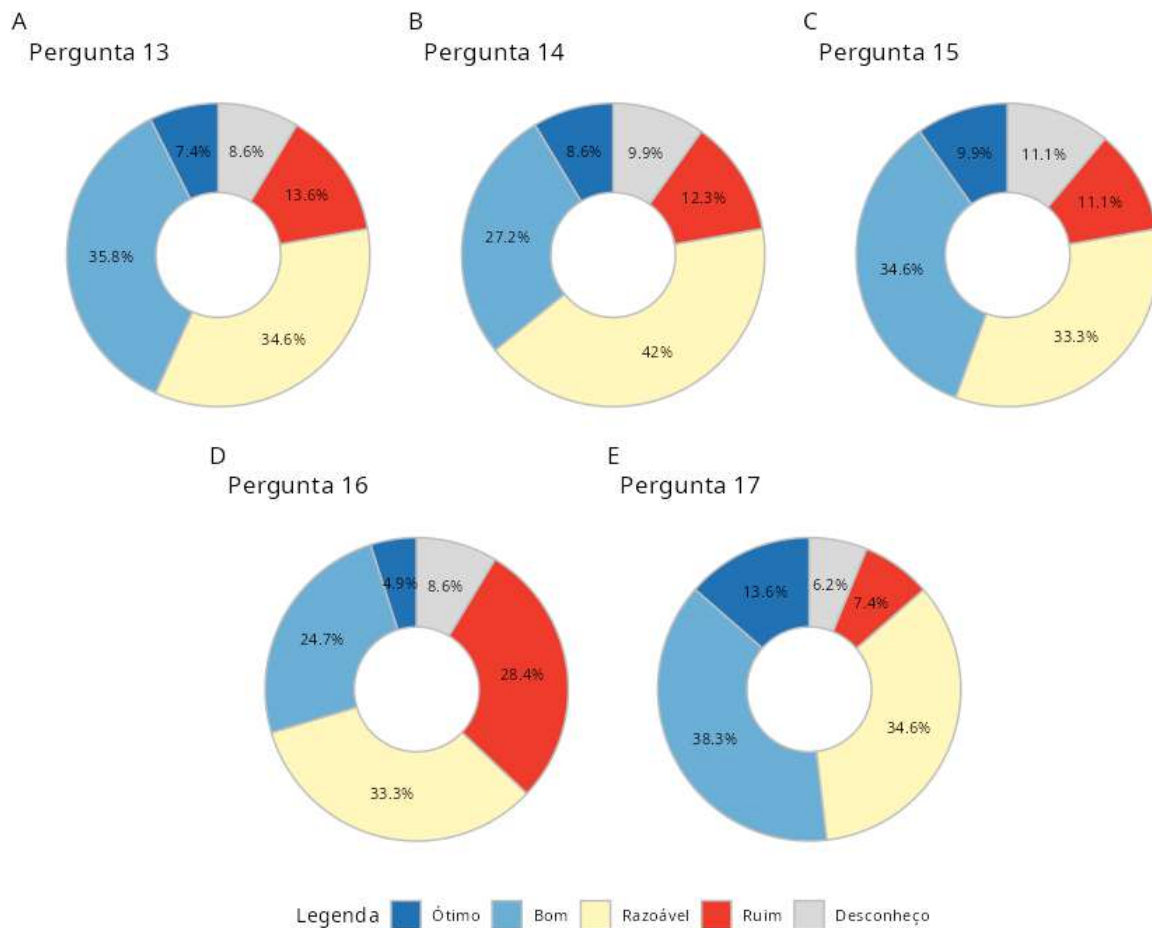 A
Pergunta 13
7.4%
8.6%
13.6%
35.8%
34.6%
B
Pergunta 14
8.6%
9.9%
12.3%
27.2%
42%
C
Pergunta 15
9.9%
11.1%
11.1%
34.6%
33.3%
D
Pergunta 16
4.9%
8.6%
24.7%
28.4%
33.3%
E
Pergunta 17
13.6%
6.2%
7.4%
38.3%
34.6%
Legenda Ótimo Bom Razoável Ruim Desconheço